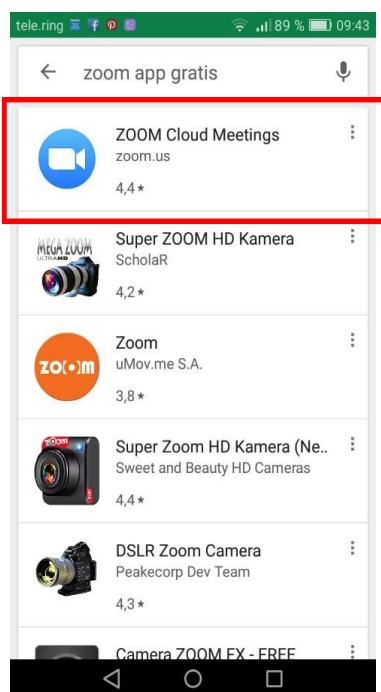 tele.ring 89 % 09:43
zoom app gratis
ZOOM Cloud Meetings
zoom.us
4,4★
MEGA ZOOM
ULTRA HD
Super ZOOM HD Kamera
ScholaR
4,2★
ZO(•)M
Zoom
uMov.me S.A.
3,8★
ZOOm
Super Zoom HD Kamera (Ne..
Sweet and Beauty HD Cameras
4,4★
DSLR Zoom Camera
Peakecorp Dev Team
4,3★
Camera ZOOM FX - FREE